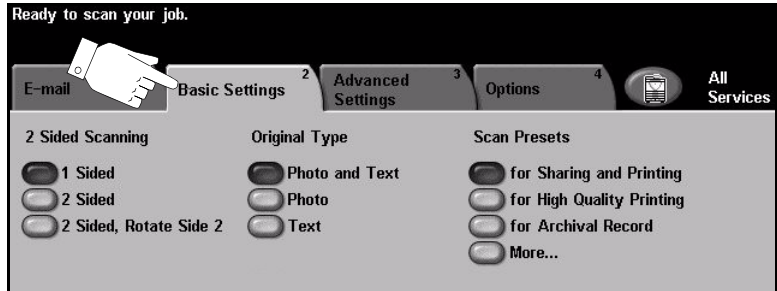 Ready to scan your job.
E-mail
Basic Settings 2
Advanced Settings 3
Options 4
All Services
2 Sided Scanning
1 Sided
2 Sided
2 Sided, Rotate Side 2
Original Type
Photo and Text
Photo
Text
Scan Presets
for Sharing and Printing
for High Quality Printing
for Archival Record
More...